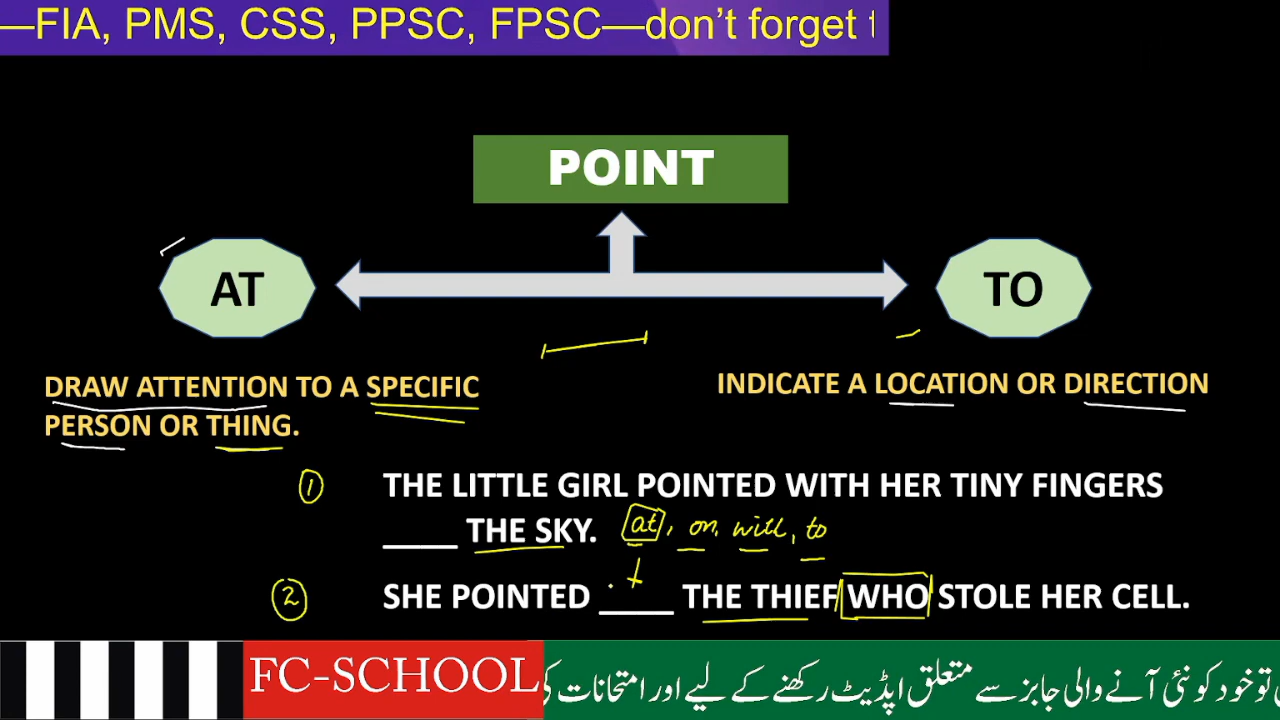 —FIA, PMS, CSS, PPSC, FPSC—don't forget
POINT
AT
TO
DRAW ATTENTION TO A SPECIFIC
PERSON OR THING.
INDICATE A LOCATION OR DIRECTION
1 THE LITTLE GIRL POINTED WITH HER TINY FINGERS
____ THE SKY. at, on, will, to
2 SHE POINTED ____ THE THIEF WHO STOLE HER CELL.
FC-SCHOOL
تو خود کو نئی آنے والی جابز سے متعلق اپڈیٹ رکھنے کے لیے اور امتحانات کی